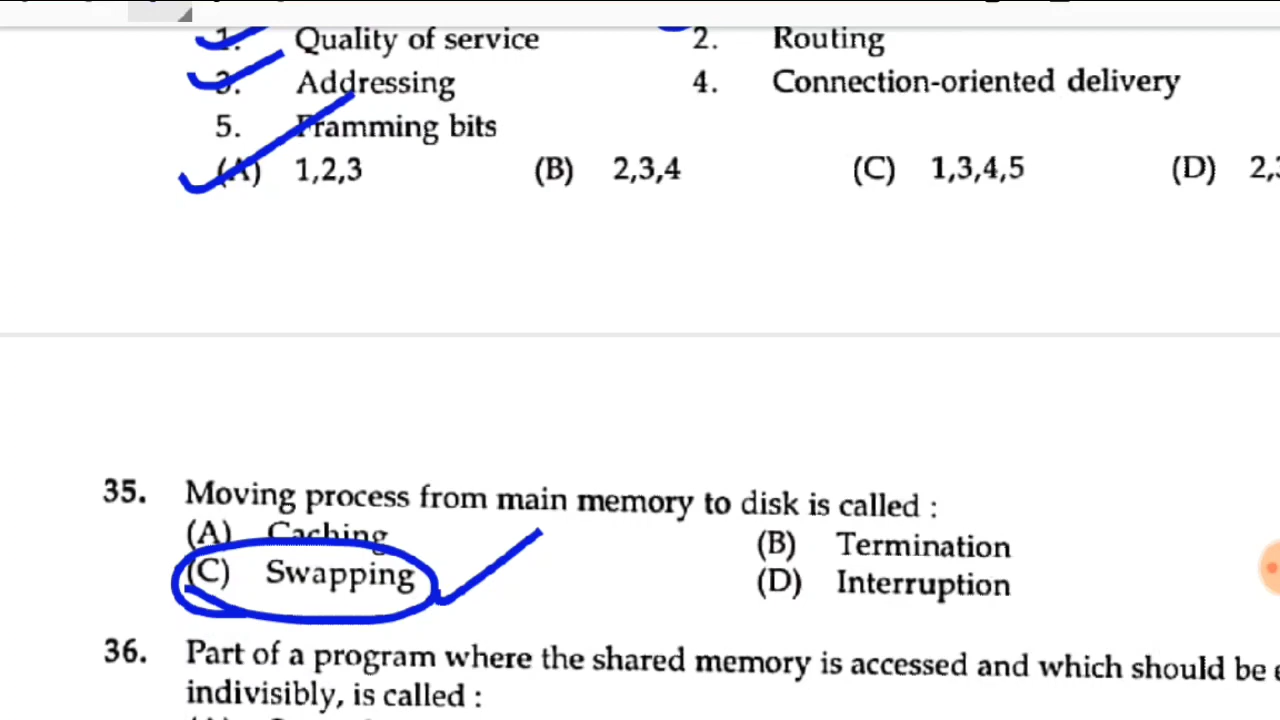 1. Quality of service 2. Routing
3. Addressing 4. Connection-oriented delivery
5. Framming bits
(A) 1,2,3 (B) 2,3,4 (C) 1,3,4,5 (D) 2,
35. Moving process from main memory to disk is called :
(A) Caching (B) Termination
(C) Swapping (D) Interruption
36. Part of a program where the shared memory is accessed and which should be
indivisibly, is called :